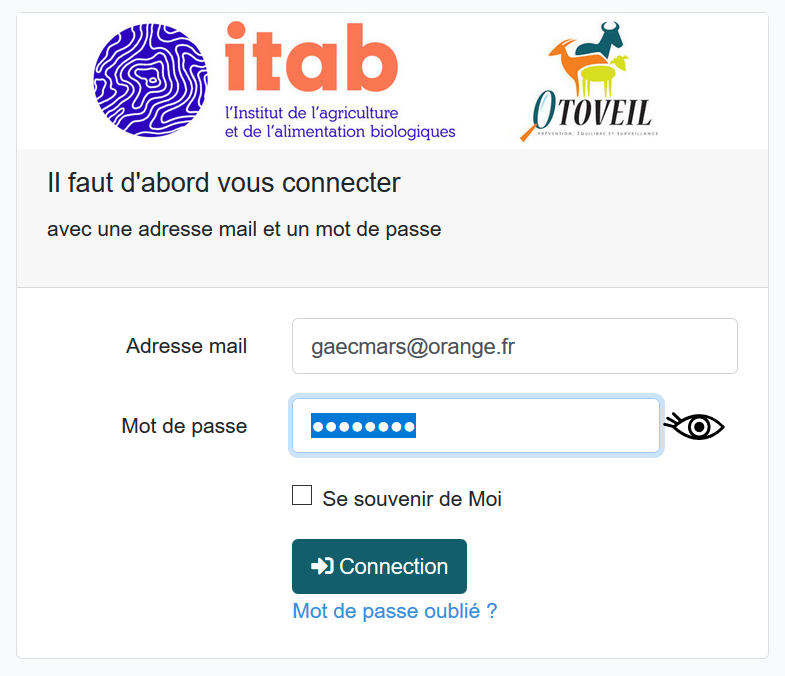 itab
l'Institut de l'agriculture
et de l'alimentation biologiques
OTOVEIL
PRÉVENTION, ÉQUILIBRE ET SURVEILLANCE
Il faut d'abord vous connecter
avec une adresse mail et un mot de passe
Adresse mail
gaecmars@orange.fr
Mot de passe
••••••••
Se souvenir de Moi
Connection
Mot de passe oublié ?